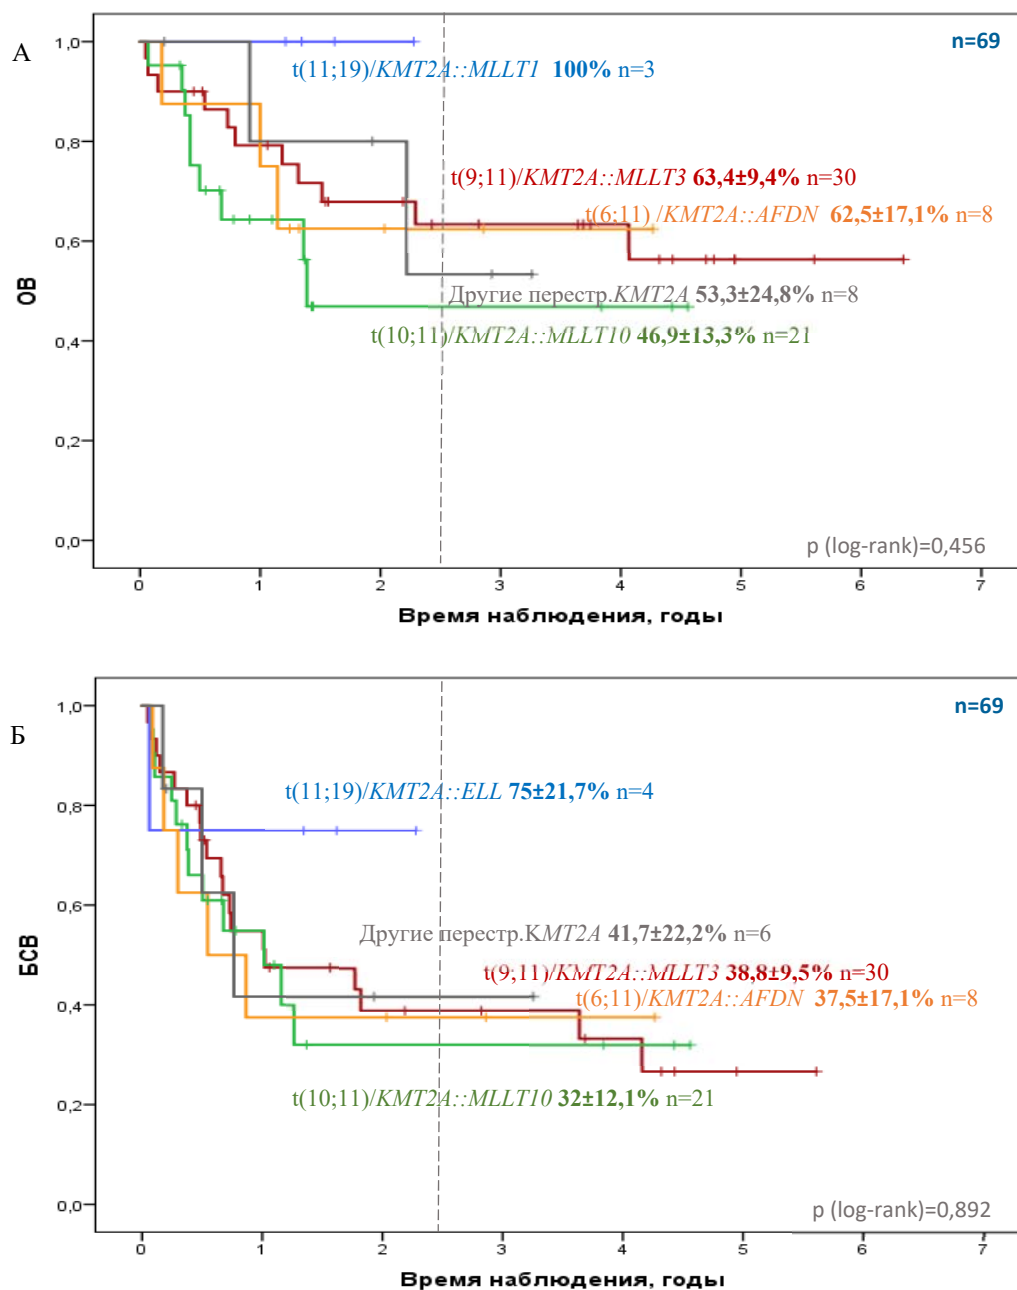 А
n=69
1,0
t(11;19)/KMT2A::MLLT1 100% n=3
0,8
t(9;11)/KMT2A::MLLT3 63,4±9,4% n=30
t(6;11) /KMT2A::AFDN 62,5±17,1% n=8
0,6
Другие перестр.KMT2A 53,3±24,8% n=8
t(10;11)/KMT2A::MLLT10 46,9±13,3% n=21
0,4
0,2
0,0
ОВ
p (log-rank)=0,456
0 1 2 3 4 5 6 7
Время наблюдения, годы
Б
n=69
1,0
t(11;19)/KMT2A::ELL 75±21,7% n=4
0,8
0,6
Другие перестр.KMT2A 41,7±22,2% n=6
t(9;11)/KMT2A::MLLT3 38,8±9,5% n=30
t(6;11)/KMT2A::AFDN 37,5±17,1% n=8
0,4
t(10;11)/KMT2A::MLLT10 32±12,1% n=21
0,2
0,0
БСВ
p (log-rank)=0,892
0 1 2 3 4 5 6 7
Время наблюдения, годы